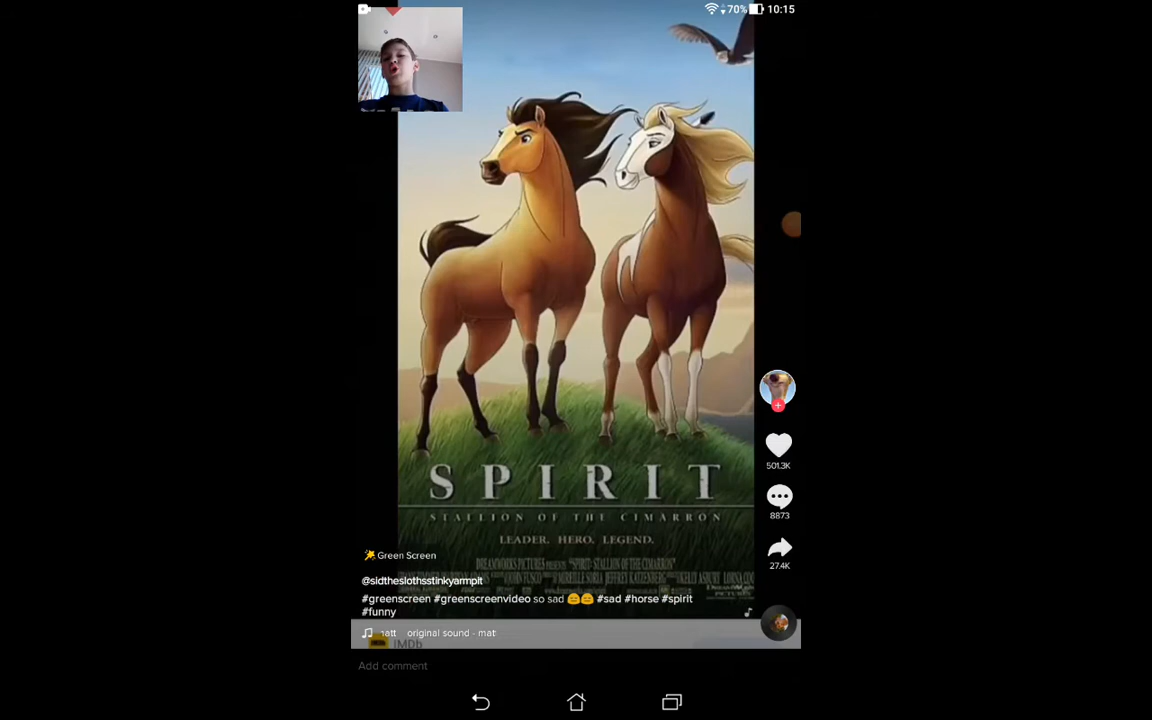 70% 10:15
SPIRIT
STALLION OF THE CIMARRON
LEADER. HERO. LEGEND.
501.3K
8873
27.4K
Green Screen
@sidtheslothsstinkyarmpit
#greenscreen #greenscreenvideo so sad #sad #horse #spirit
#funny
original sound - mat
IMDb
Add comment